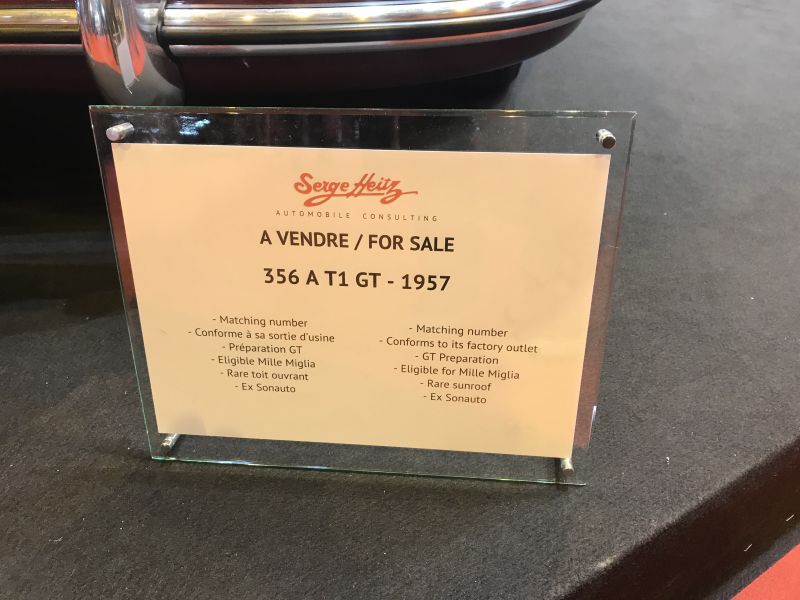 Serge Heitz
AUTOMOBILE CONSULTING
A VENDRE / FOR SALE
356 A T1 GT - 1957
- Matching number
- Conforme à sa sortie d'usine
- Préparation GT
- Eligible Mille Miglia
- Rare toit ouvrant
- Ex Sonauto
- Matching number
- Conforms to its factory outlet
- GT Preparation
- Eligible for Mille Miglia
- Rare sunroof
- Ex Sonauto